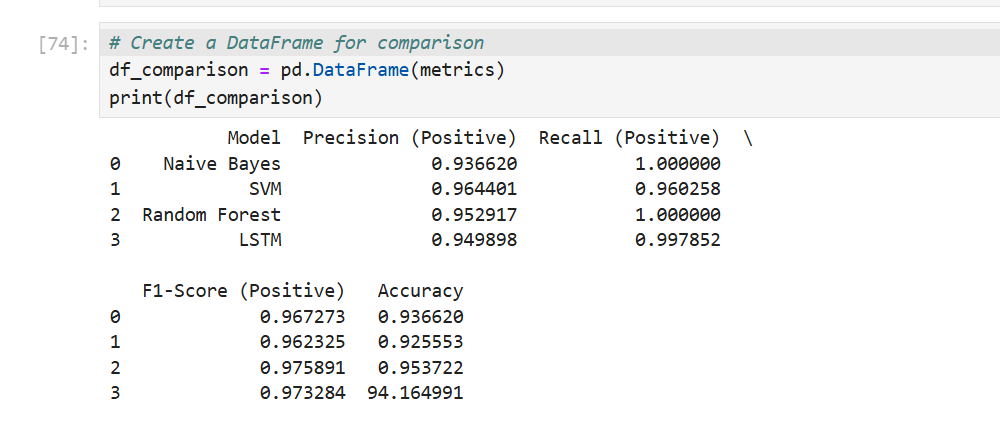 [74]: # Create a DataFrame for comparison
df_comparison = pd.DataFrame(metrics)
print(df_comparison)
Model Precision (Positive) Recall (Positive) \
0 Naive Bayes 0.936620 1.000000
1 SVM 0.964401 0.960258
2 Random Forest 0.952917 1.000000
3 LSTM 0.949898 0.997852
F1-Score (Positive) Accuracy
0 0.967273 0.936620
1 0.962325 0.925553
2 0.975891 0.953722
3 0.973284 94.164991